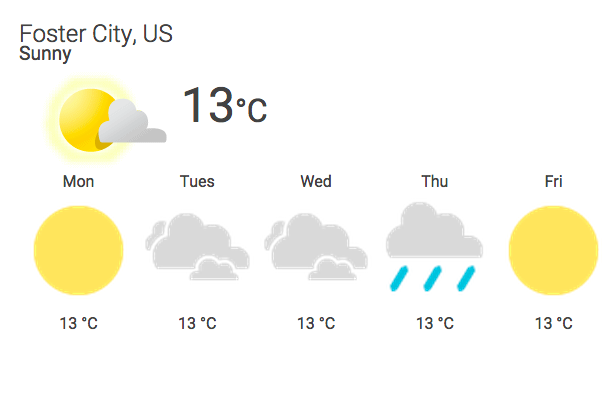 Foster City, US
Sunny
13°C
Mon Tues Wed Thu Fri
13 °C 13 °C 13 °C 13 °C 13 °C